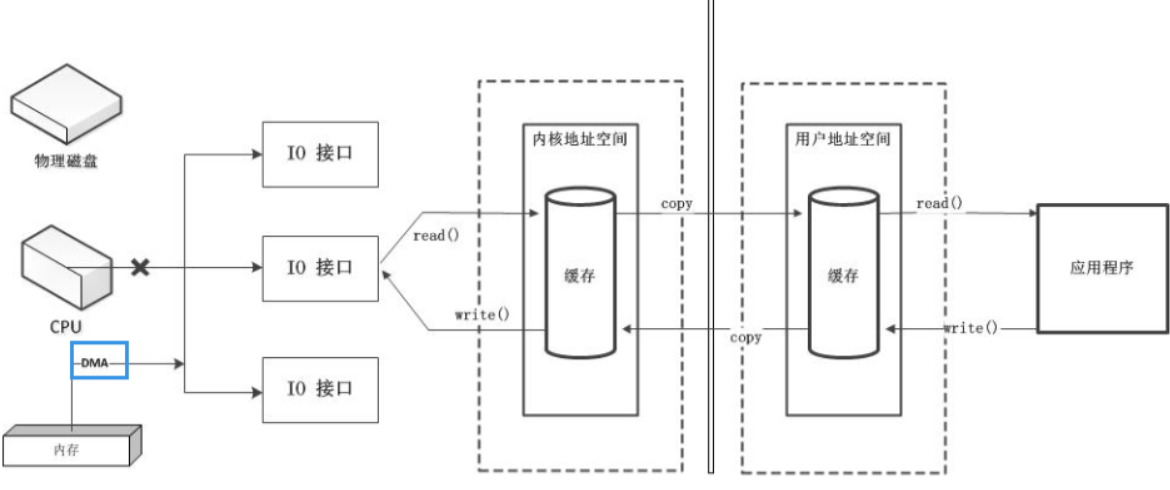 物理磁盘
CPU
DMA
内存
IO 接口
IO 接口
IO 接口
read()
write()
内核地址空间
缓存
copy
copy
用户地址空间
缓存
read()
write()
应用程序